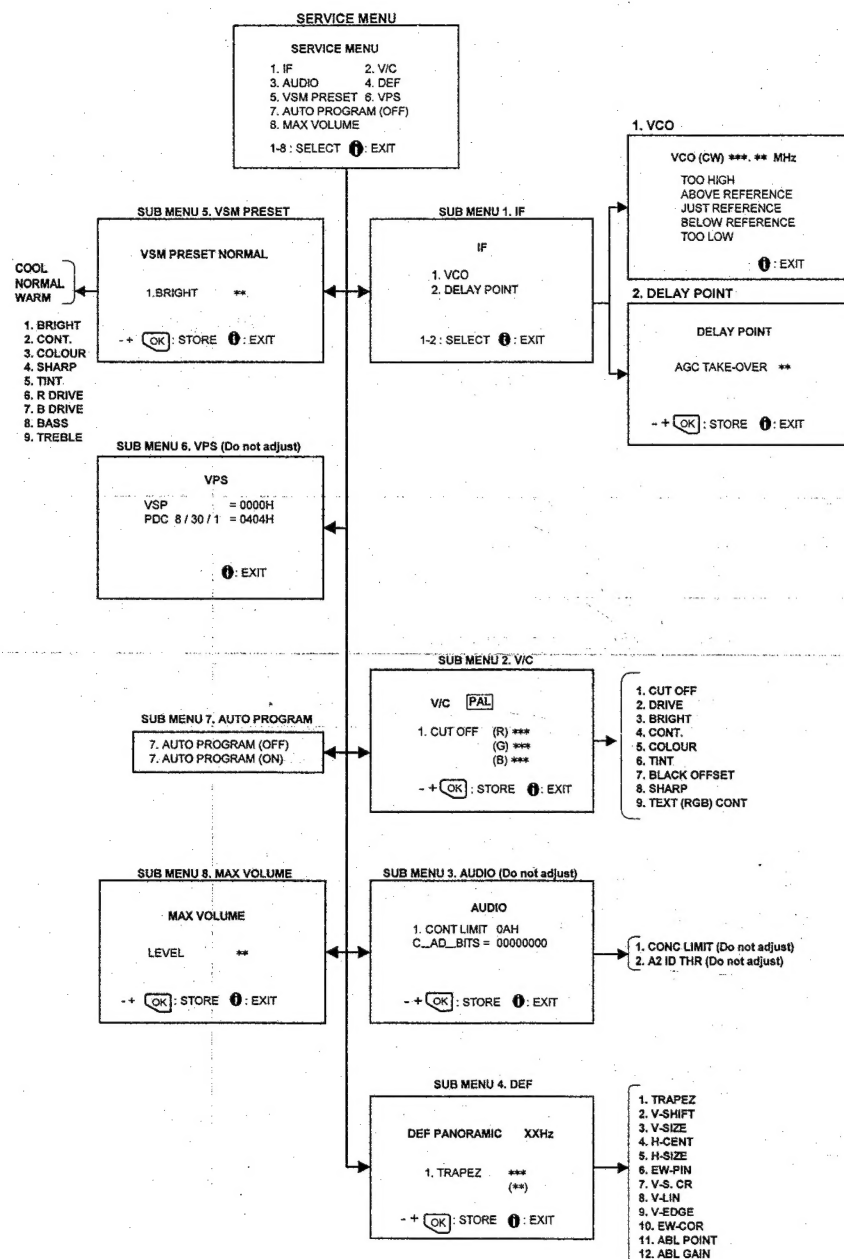 SERVICE MENU
SERVICE MENU
1. IF 2. V/C
3. AUDIO 4. DEF
5. VSM PRESET 6. VPS
7. AUTO PROGRAM (OFF)
8. MAX VOLUME
1-8 : SELECT i : EXIT
1. VCO
VCO (CW) ***. ** MHz
TOO HIGH
ABOVE REFERENCE
JUST REFERENCE
BELOW REFERENCE
TOO LOW
i : EXIT
SUB MENU 5. VSM PRESET
VSM PRESET NORMAL
1.BRIGHT **
- + OK : STORE i : EXIT
COOL
NORMAL
WARM
1. BRIGHT
2. CONT.
3. COLOUR
4. SHARP
5. TINT
6. R DRIVE
7. B DRIVE
8. BASS
9. TREBLE
SUB MENU 1. IF
IF
1. VCO
2. DELAY POINT
1-2 : SELECT i : EXIT
2. DELAY POINT
DELAY POINT
AGC TAKE-OVER **
- + OK : STORE i : EXIT
SUB MENU 6. VPS (Do not adjust)
VPS
VSP = 0000H
PDC 8 / 30 / 1 = 0404H
i : EXIT
SUB MENU 2. V/C
V/C PAL
1. CUT OFF (R) ***
(G) ***
(B) ***
- + OK : STORE i : EXIT
1. CUT OFF
2. DRIVE
3. BRIGHT
4. CONT.
5. COLOUR
6. TINT
7. BLACK OFFSET
8. SHARP
9. TEXT (RGB) CONT
SUB MENU 7. AUTO PROGRAM
7. AUTO PROGRAM (OFF)
7. AUTO PROGRAM (ON)
SUB MENU 8. MAX VOLUME
MAX VOLUME
LEVEL **
- + OK : STORE i : EXIT
SUB MENU 3. AUDIO (Do not adjust)
AUDIO
1. CONT LIMIT 0AH
C__AD__BITS = 00000000
- + OK : STORE i : EXIT
1. CONC LIMIT (Do not adjust)
2. A2 ID THR (Do not adjust)
SUB MENU 4. DEF
DEF PANORAMIC XXHz
1. TRAPEZ ***
(**)
- + OK : STORE i : EXIT
1. TRAPEZ
2. V-SHIFT
3. V-SIZE
4. H-CENT
5. H-SIZE
6. EW-PIN
7. V-S. CR
8. V-LIN
9. V-EDGE
10. EW-COR
11. ABL POINT
12. ABL GAIN